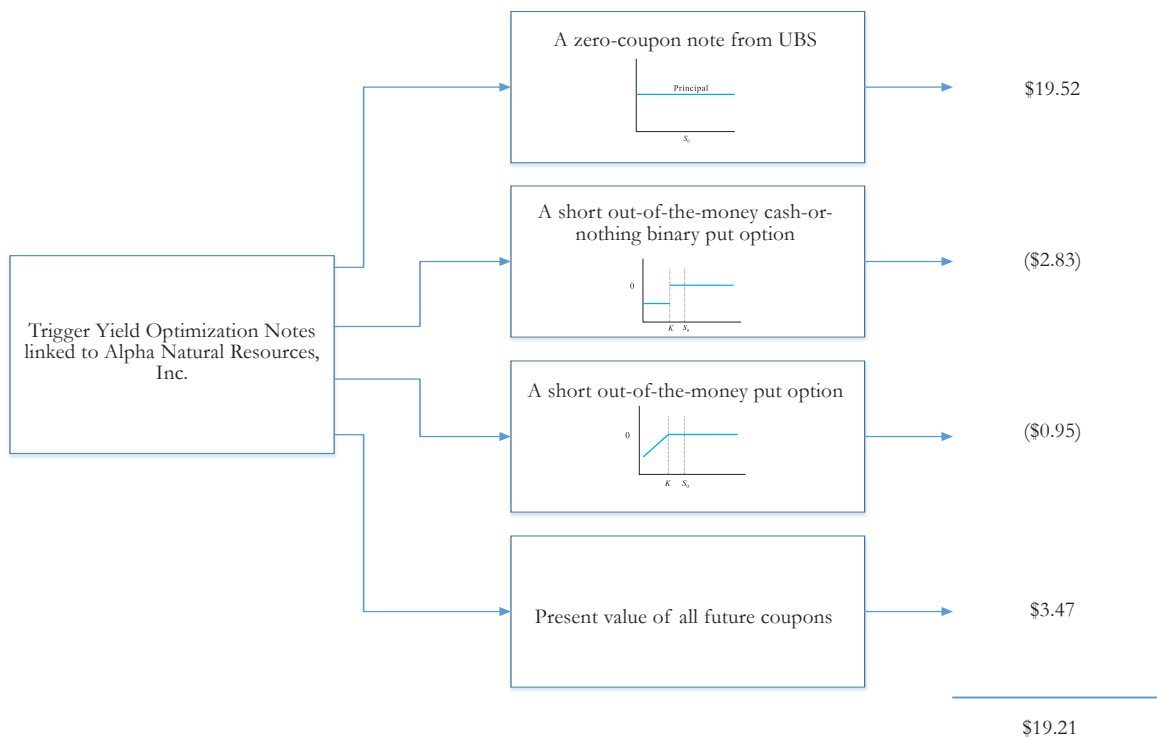 A zero-coupon note from UBS
Principal
S0
$19.52
A short out-of-the-money cash-or-
nothing binary put option
0
K S0
($2.83)
Trigger Yield Optimization Notes
linked to Alpha Natural Resources,
Inc.
A short out-of-the-money put option
0
K S0
($0.95)
Present value of all future coupons
$3.47
$19.21